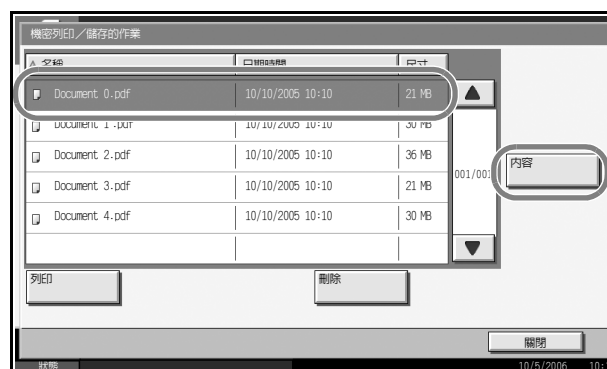 機密列印／儲存的作業
名稱 日期時間 尺寸
Document 0.pdf 10/10/2005 10:10 21 MB
Document 1.pdf 10/10/2005 10:10 30 MB
Document 2.pdf 10/10/2005 10:10 36 MB
Document 3.pdf 10/10/2005 10:10 21 MB
Document 4.pdf 10/10/2005 10:10 30 MB
001/001
內容
列印 刪除
關閉
狀態 10/5/2006 10: